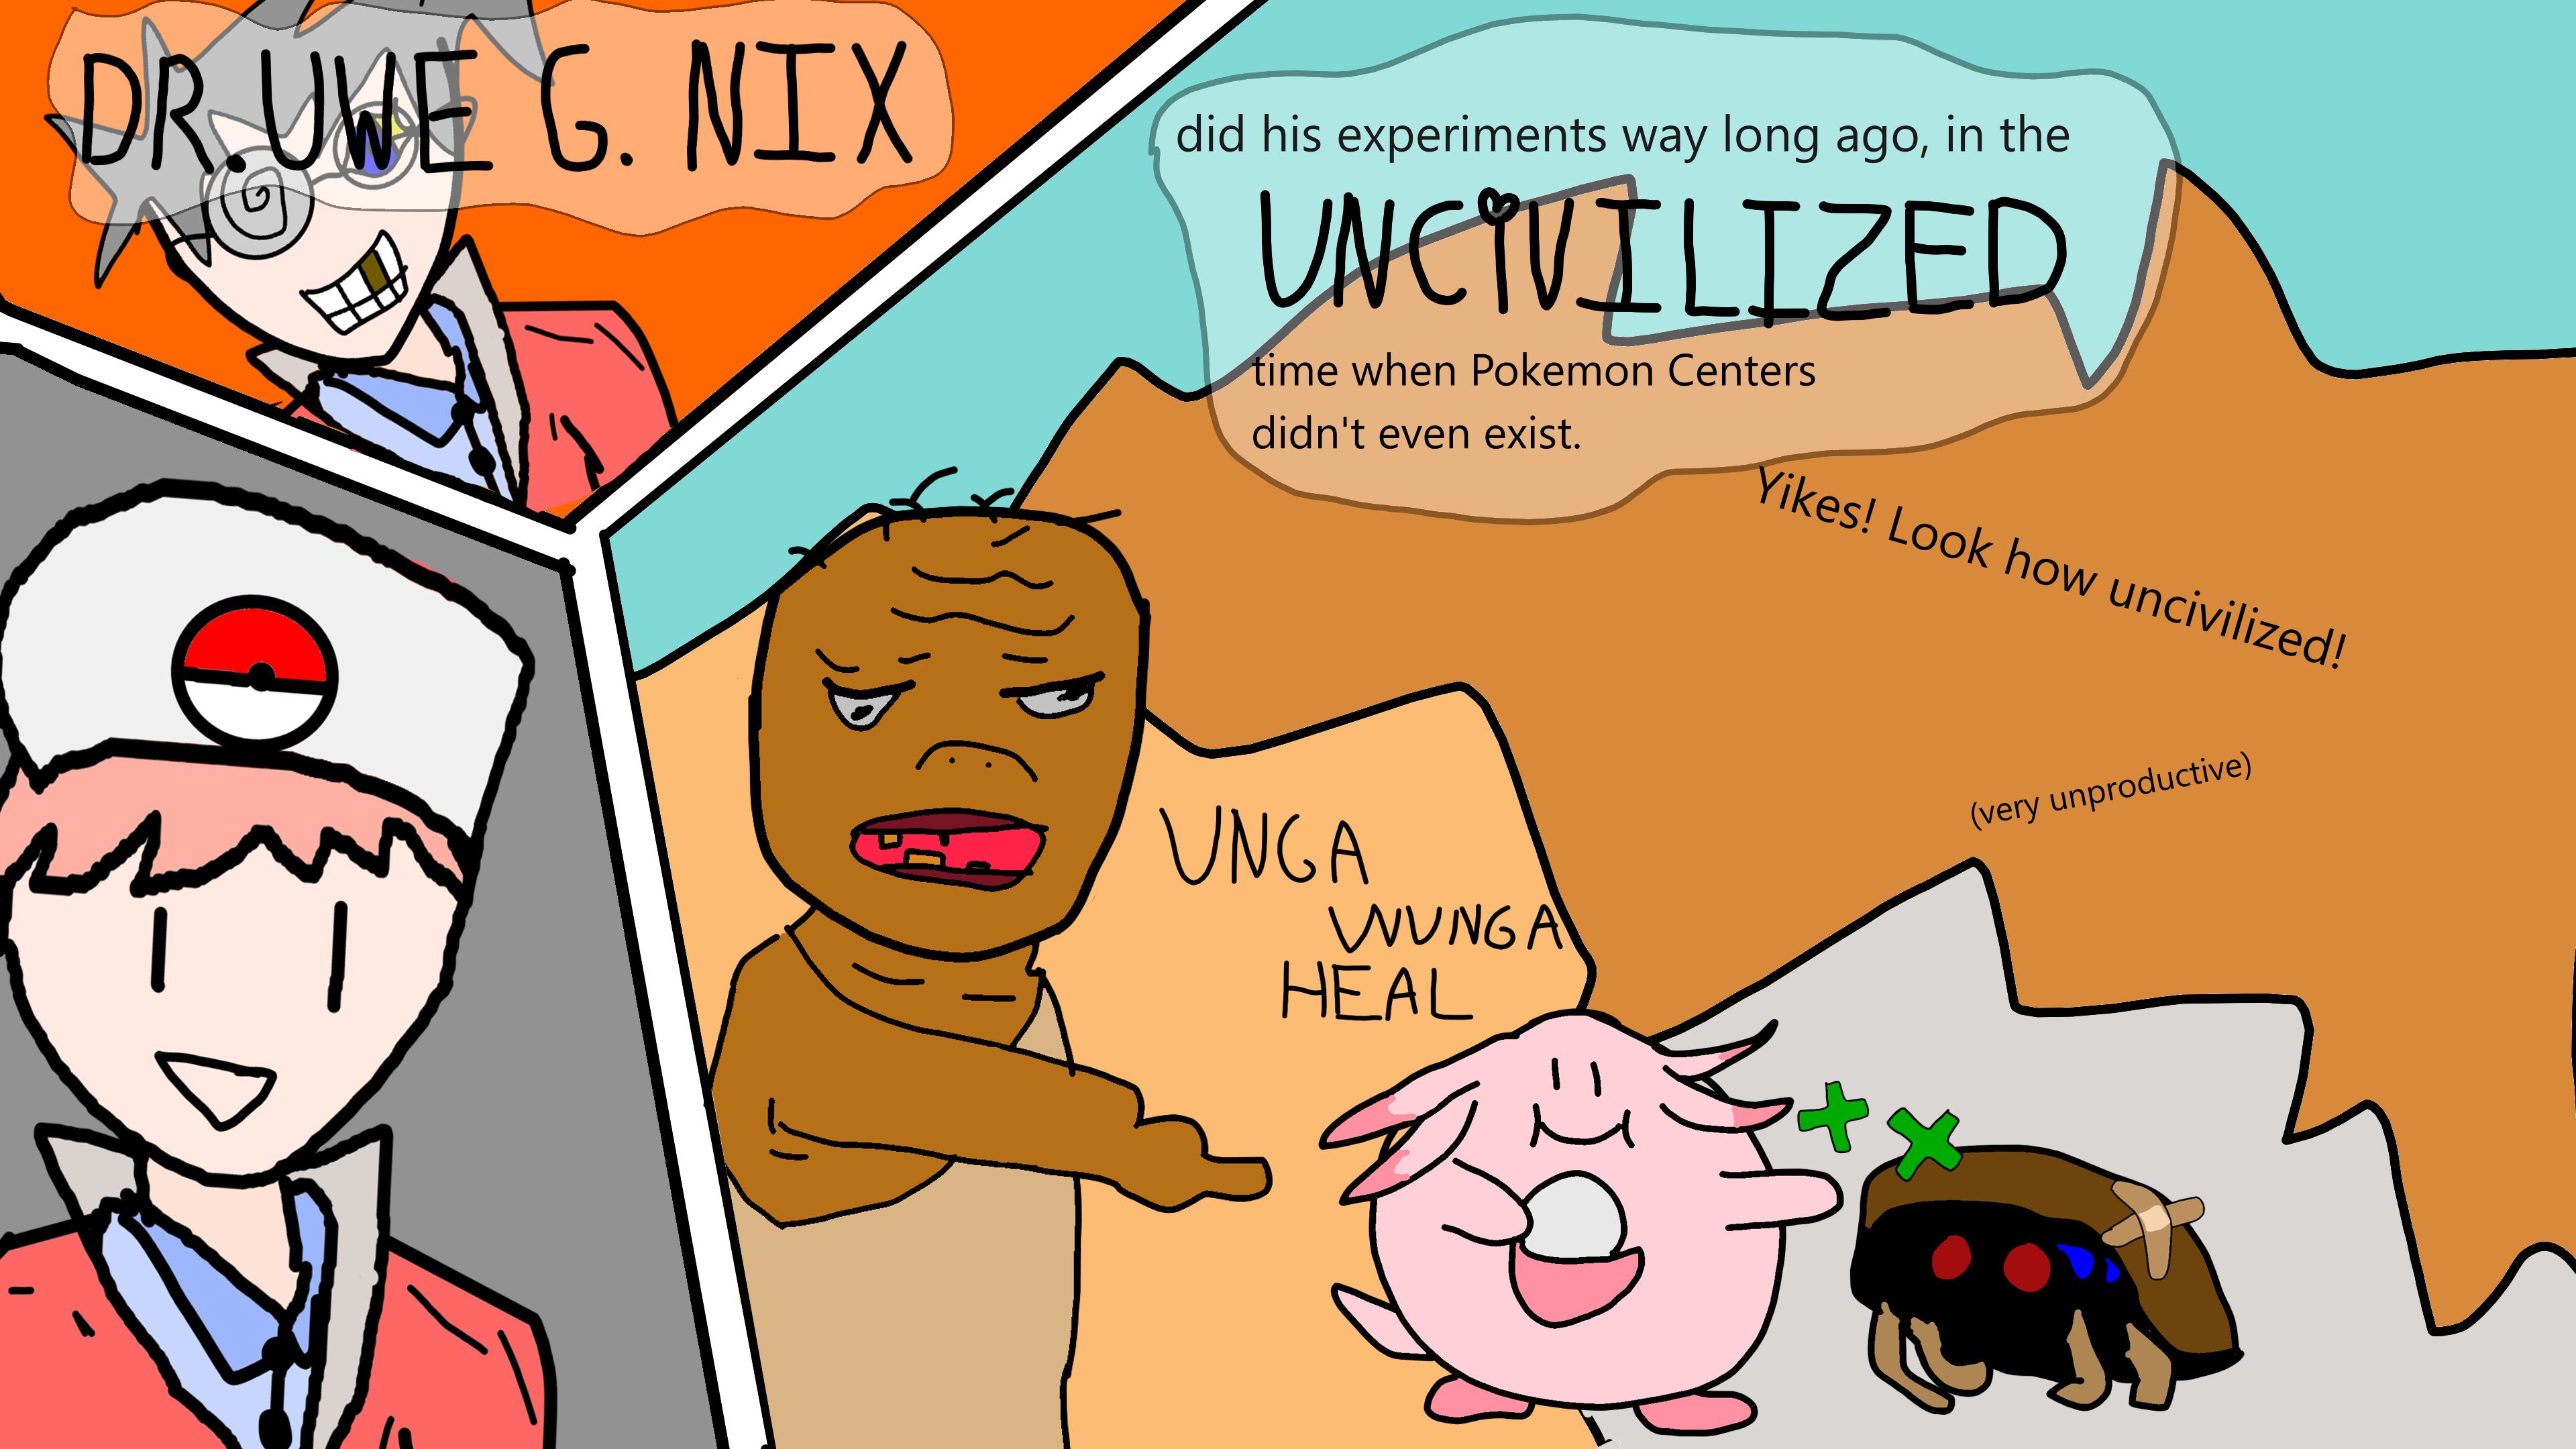 DR. UWE G. NIX
did his experiments way long ago, in the
UNCiVILIZED
time when Pokemon Centers
didn't even exist.
Yikes! Look how uncivilized!
(very unproductive)
UNGA
WUNGA
HEAL